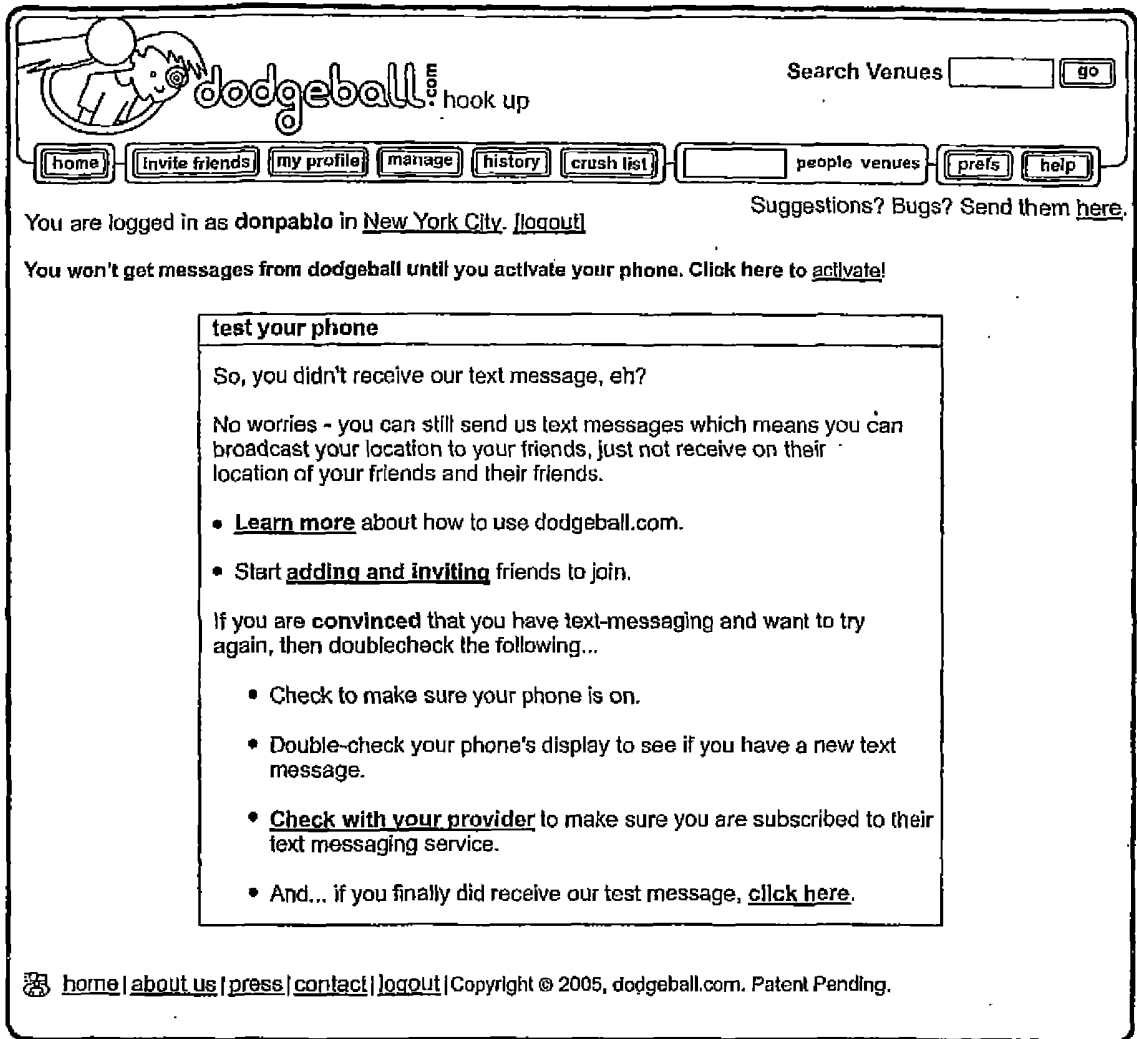 dodgeball.com hook up
Search Venues go
home invite friends my profile manage history crush list people venues prefs help
Suggestions? Bugs? Send them here.
You are logged in as donpablo in New York City. [logout]
You won't get messages from dodgeball until you activate your phone. Click here to activate!
test your phone
So, you didn't receive our text message, eh?
No worries - you can still send us text messages which means you can
broadcast your location to your friends, just not receive on their
location of your friends and their friends.
• Learn more about how to use dodgeball.com.
• Start adding and inviting friends to join.
If you are convinced that you have text-messaging and want to try
again, then doublecheck the following...
• Check to make sure your phone is on.
• Double-check your phone's display to see if you have a new text
message.
• Check with your provider to make sure you are subscribed to their
text messaging service.
• And... if you finally did receive our test message, click here.
home | about us | press | contact | logout | Copyright © 2005, dodgeball.com. Patent Pending.